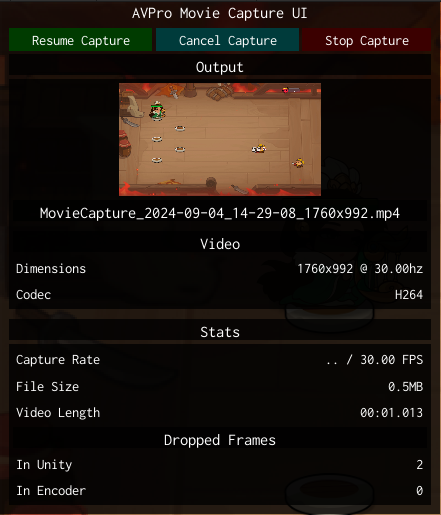 AVPro Movie Capture UI
Resume Capture Cancel Capture Stop Capture
Output
MovieCapture_2024-09-04_14-29-08_1760x992.mp4
Video
Dimensions 1760x992 @ 30.00hz
Codec H264
Stats
Capture Rate .. / 30.00 FPS
File Size 0.5MB
Video Length 00:01.013
Dropped Frames
In Unity 2
In Encoder 0